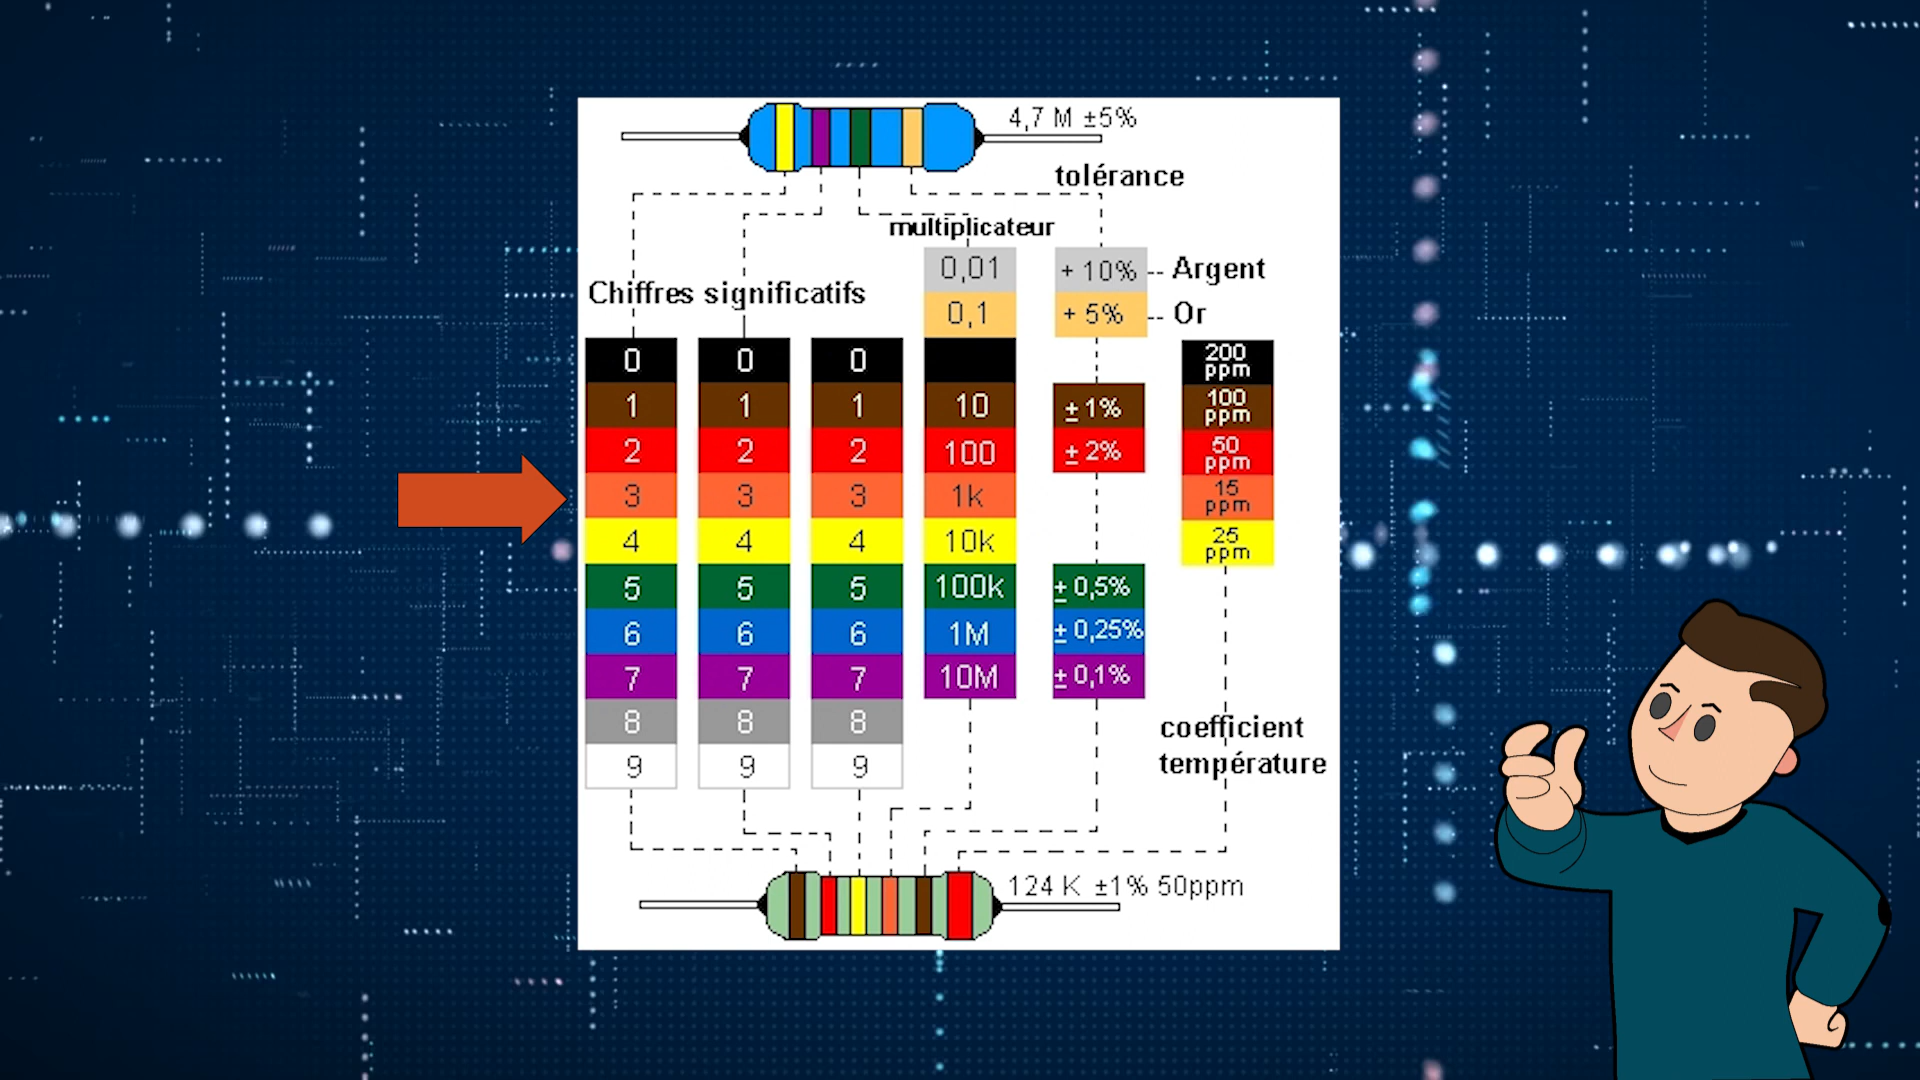 4,7 M ±5%
tolérance
multiplicateur
0,01 + 10% -- Argent
Chiffres significatifs
0,1 + 5% -- Or
0 0 0 200 ppm
1 1 1 10 ± 1% 100 ppm
2 2 2 100 ± 2% 50 ppm
3 3 3 1k 15 ppm
4 4 4 10k 25 ppm
5 5 5 100k ± 0,5%
6 6 6 1M ± 0,25%
7 7 7 10M ± 0,1%
8 8 8
coefficient
température
9 9 9
124 K ±1% 50ppm